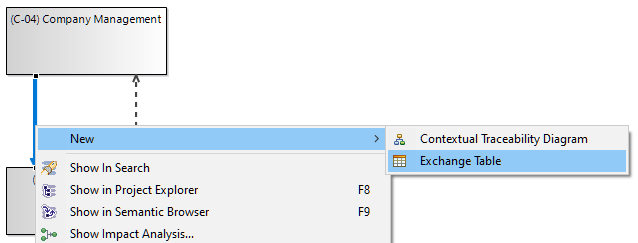 (C-04) Company Management
New
Contextual Traceability Diagram
Exchange Table
Show In Search
Show in Project Explorer F8
Show in Semantic Browser F9
Show Impact Analysis...